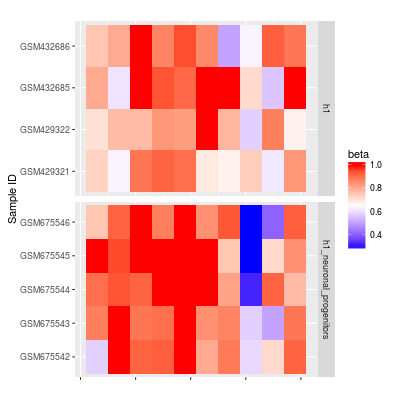 GSM432686
GSM432685
GSM429322
GSM429321
h1
GSM675546
GSM675545
GSM675544
GSM675543
GSM675542
h1_neuronal_progenitors
Sample ID
beta
1.0
0.8
0.6
0.4